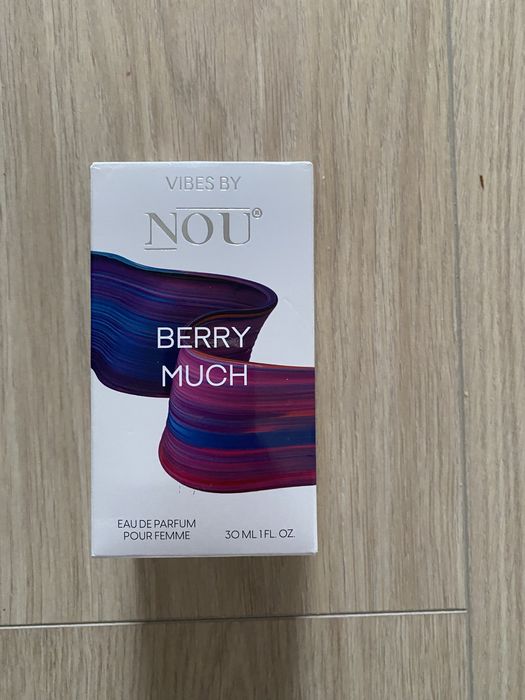 VIBES BY
NOU®
BERRY
MUCH
EAU DE PARFUM
POUR FEMME
30 ML 1 FL. OZ.